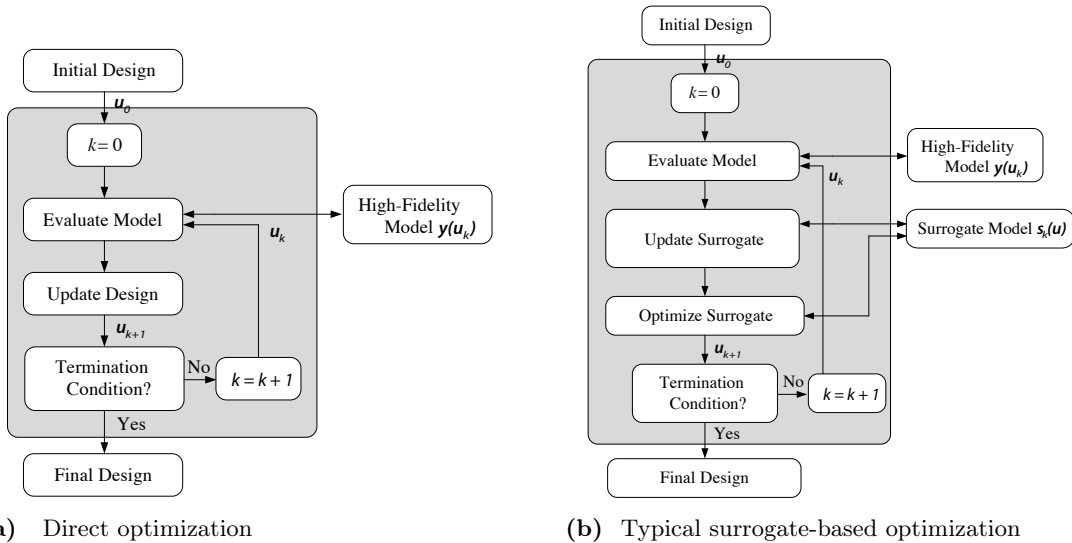 Initial Design
u₀
k = 0
Evaluate Model
High-Fidelity
Model y(uₖ)
uₖ
Update Design
uₖ₊₁
Termination
Condition?
No
k = k + 1
Yes
Final Design
a) Direct optimization
Initial Design
u₀
k = 0
Evaluate Model
High-Fidelity
Model y(uₖ)
uₖ
Update Surrogate
Surrogate Model sₖ(u)
Optimize Surrogate
uₖ₊₁
Termination
Condition?
No
k = k + 1
Yes
Final Design
(b) Typical surrogate-based optimization